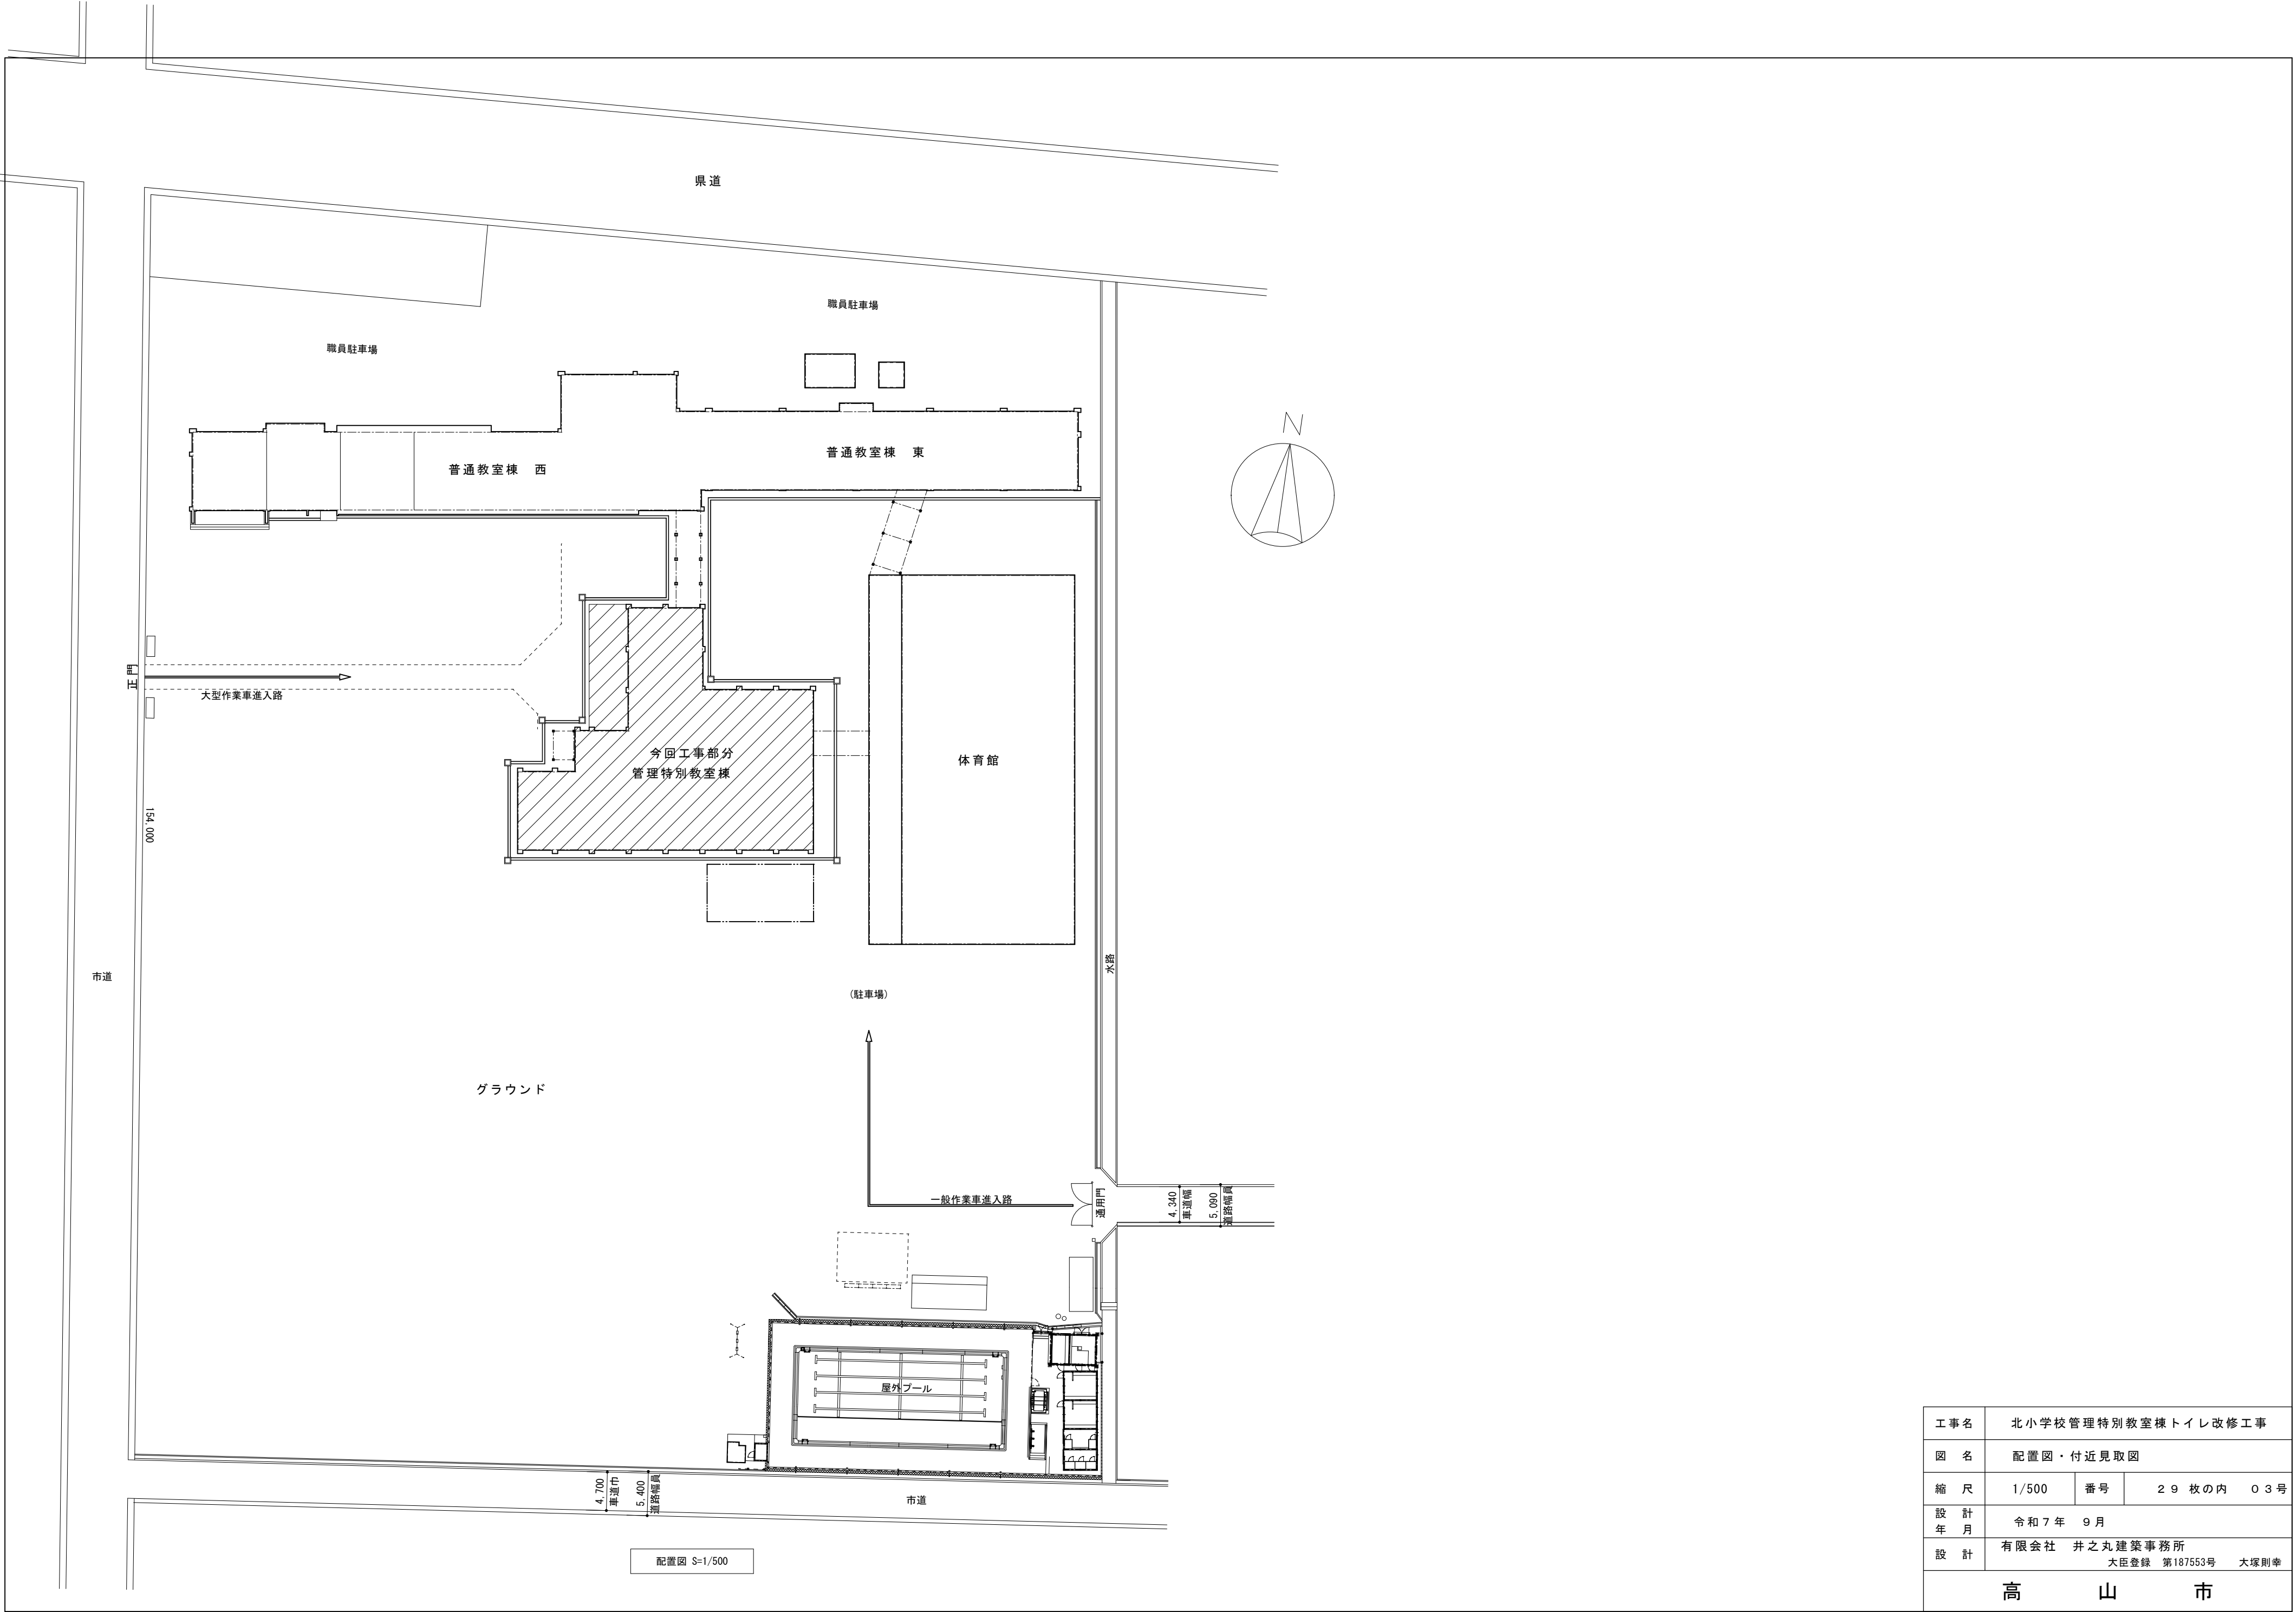 県道
職員駐車場
職員駐車場
普通教室棟　東
普通教室棟　西
N
正門
大型作業車進入路
今回工事部分
管理特別教室棟
体育館
154,000
市道
水路
(駐車場)
グラウンド
一般作業車進入路
通用門
4,340
車道幅
5,090
道路幅員
屋外プール
4,700
車道巾
5,400
道路幅員
市道
配置図 S=1/500
工事名　北小学校管理特別教室棟トイレ改修工事
図　名　配置図・付近見取図
縮　尺　1/500　番号　２９ 枚の内　０３号
設　計
年　月　令和７年　９月
設　計　有限会社　井之丸建築事務所
大臣登録　第187553号　大塚則幸
高　山　市